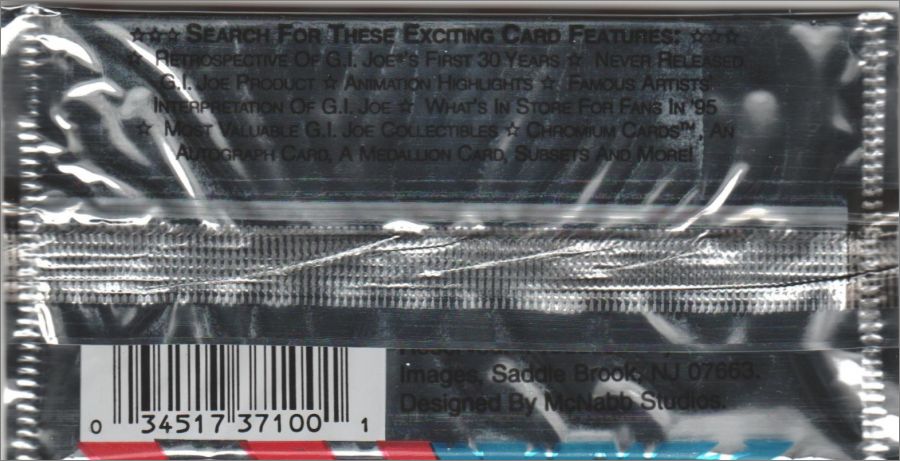 ☆☆☆ SEARCH FOR THESE EXCITING CARD FEATURES: ☆☆☆
☆ RETROSPECTIVE OF G.I. JOE®'S FIRST 30 YEARS ☆ NEVER RELEASED
G.I. JOE PRODUCT ☆ ANIMATION HIGHLIGHTS ☆ FAMOUS ARTISTS'
INTERPRETATION OF G.I. JOE ☆ WHAT'S IN STORE FOR FANS IN '95
☆ MOST VALUABLE G.I. JOE COLLECTIBLES ☆ CHROMIUM CARDS™, AN
AUTOGRAPH CARD, A MEDALLION CARD, SUBSETS AND MORE!
Images, Saddle Brook, NJ 07663.
Designed By McNabb Studios.
0 34517 37100 1